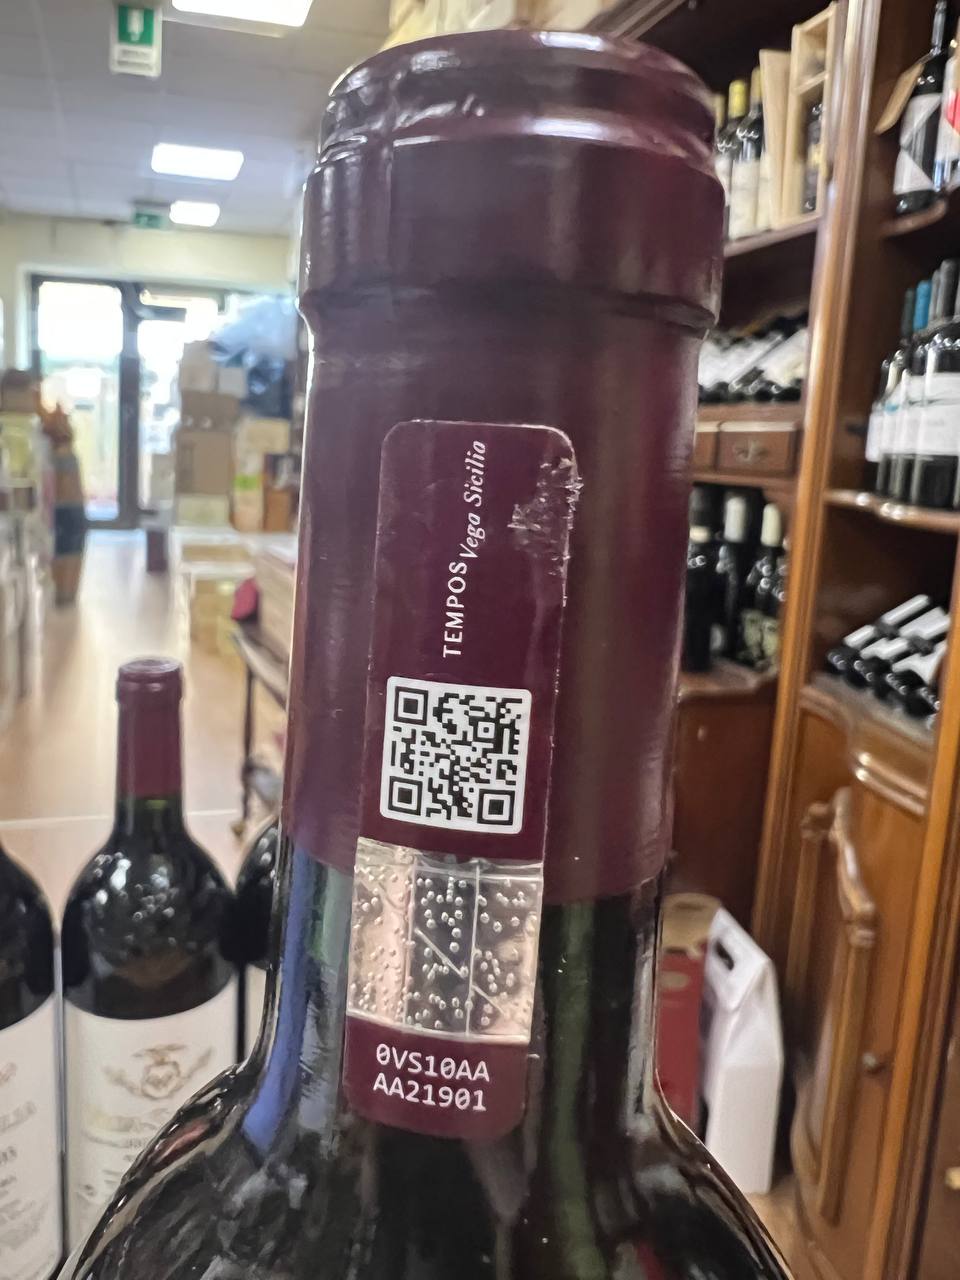 TEMPOS Vega Sicilia
0VS10AA
AA21901